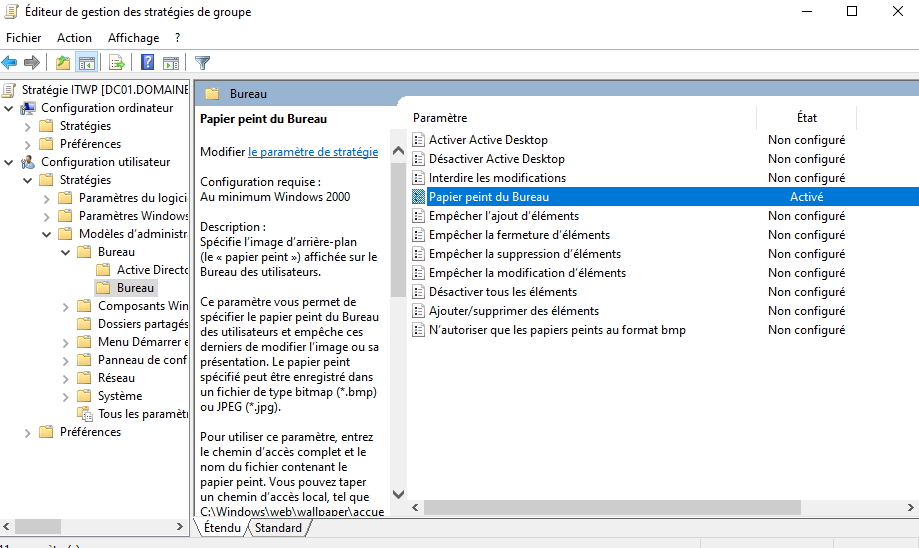 Éditeur de gestion des stratégies de groupe
Fichier Action Affichage ?
Stratégie ITWP [DC01.DOMAINE
Configuration ordinateur
Stratégies
Préférences
Configuration utilisateur
Stratégies
Paramètres du logici
Paramètres Windows
Modèles d'administra
Bureau
Active Directo
Bureau
Composants Win
Dossiers partagés
Menu Démarrer e
Panneau de conf
Réseau
Système
Tous les paramètr
Préférences
Bureau
Papier peint du Bureau
Modifier le paramètre de stratégie
Configuration requise :
Au minimum Windows 2000
Description :
Spécifie l'image d'arrière-plan
(le « papier peint ») affichée sur le
Bureau des utilisateurs.
Ce paramètre vous permet de
spécifier le papier peint du Bureau
des utilisateurs et empêche ces
derniers de modifier l'image ou sa
présentation. Le papier peint
spécifié peut être enregistré dans
un fichier de type bitmap (*.bmp)
ou JPEG (*.jpg).
Pour utiliser ce paramètre, entrez
le chemin d'accès complet et le
nom du fichier contenant le
papier peint. Vous pouvez taper
un chemin d'accès local, tel que
C:\Windows\web\wallpaper\accue
Paramètre État
Activer Active Desktop Non configuré
Désactiver Active Desktop Non configuré
Interdire les modifications Non configuré
Papier peint du Bureau Activé
Empêcher l'ajout d'éléments Non configuré
Empêcher la fermeture d'éléments Non configuré
Empêcher la suppression d'éléments Non configuré
Empêcher la modification d'éléments Non configuré
Désactiver tous les éléments Non configuré
Ajouter/supprimer des éléments Non configuré
N'autoriser que les papiers peints au format bmp Non configuré
Étendu Standard